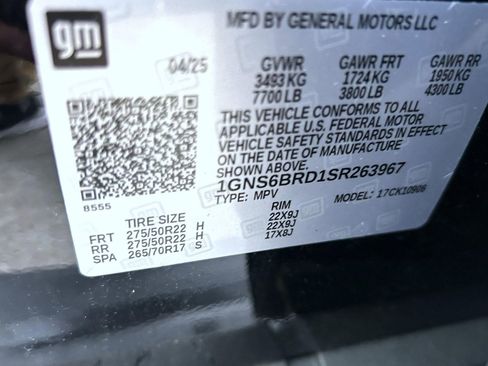 gm
MFD BY GENERAL MOTORS LLC
04/25 GVWR GAWR FRT GAWR RR
3493 KG 1724 KG 1950 KG
7700 LB 3800 LB 4300 LB
THIS VEHICLE CONFORMS TO ALL
APPLICABLE U.S. FEDERAL MOTOR
VEHICLE SAFETY STANDARDS IN EFFECT
ON THE DATE OF MANUFACTURE
SHOWN ABOVE.
1GNS6BRD1SR263967
TYPE: MPV MODEL: 17CK10906
8555
TIRE SIZE RIM
FRT 275/50R22 H 22X9J
RR 275/50R22 H 22X9J
SPA 265/70R17 S 17X8J